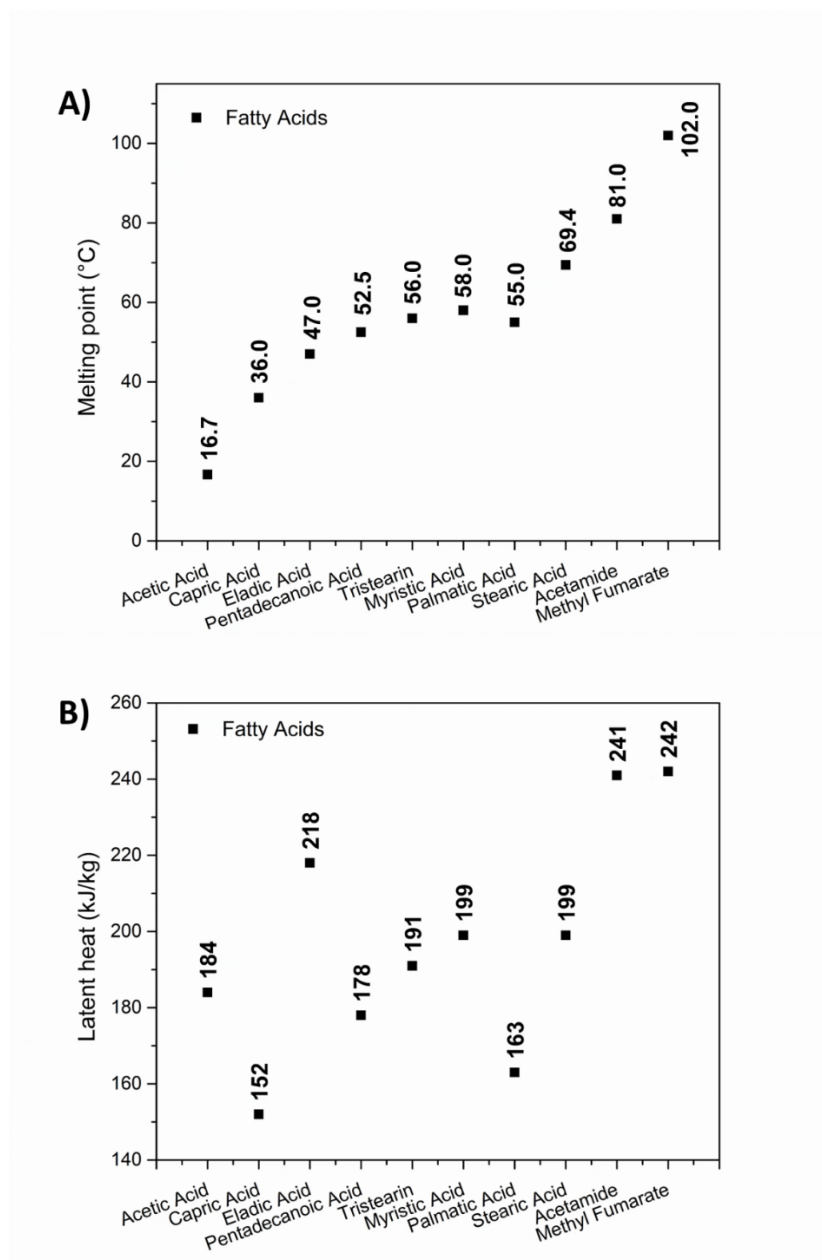 A)
Fatty Acids
Melting point (°C)
100
80
60
40
20
0
16.7
36.0
47.0
52.5
56.0
58.0
55.0
69.4
81.0
102.0
Acetic Acid
Capric Acid
Eladic Acid
Pentadecanoic Acid
Tristearin
Myristic Acid
Palmatic Acid
Stearic Acid
Acetamide
Methyl Fumarate
B)
Fatty Acids
Latent heat (kJ/kg)
260
240
220
200
180
160
140
184
152
218
178
191
199
163
199
241
242
Acetic Acid
Capric Acid
Eladic Acid
Pentadecanoic Acid
Tristearin
Myristic Acid
Palmatic Acid
Stearic Acid
Acetamide
Methyl Fumarate